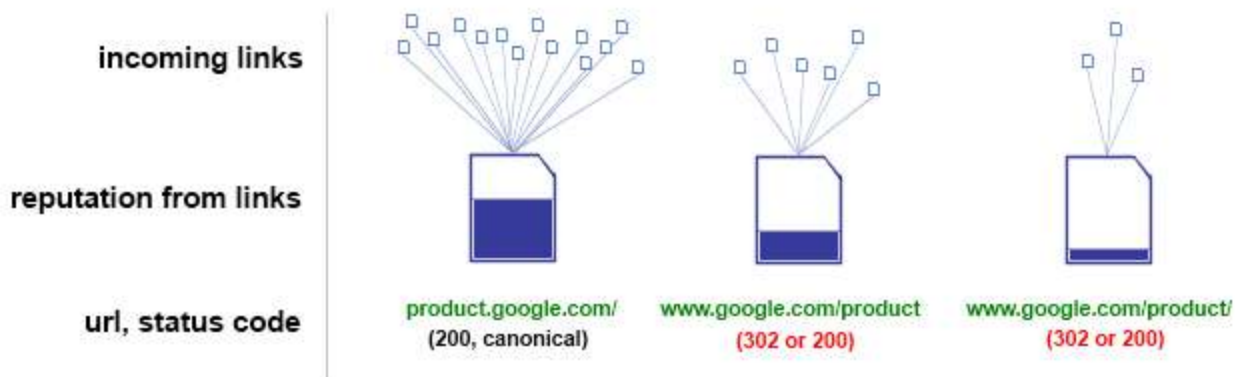 incoming links
reputation from links
url, status code
product.google.com/
(200, canonical)
www.google.com/product
(302 or 200)
www.google.com/product/
(302 or 200)